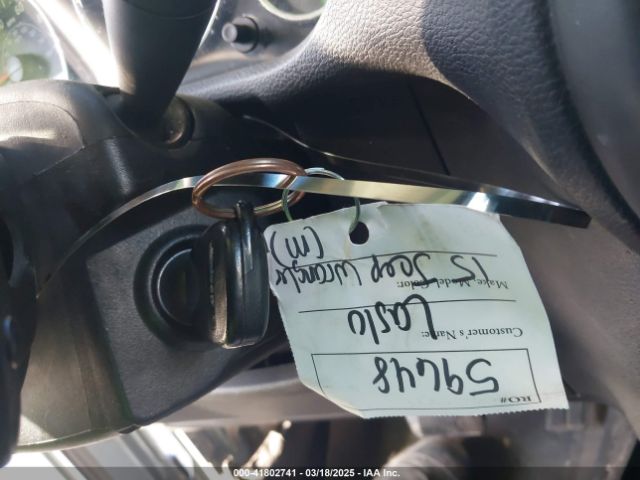 RO#
59648
Customer's Name:
Laslo
Make Model Color:
15 Jeep Wrangler
(m)
000-41802741 - 03/18/2025 - IAA Inc.